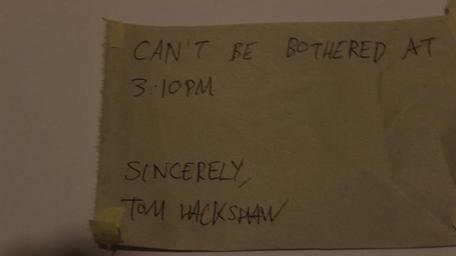 CAN'T BE BOTHERED AT
3:10PM
SINCERELY,
TOM HACKSHAW